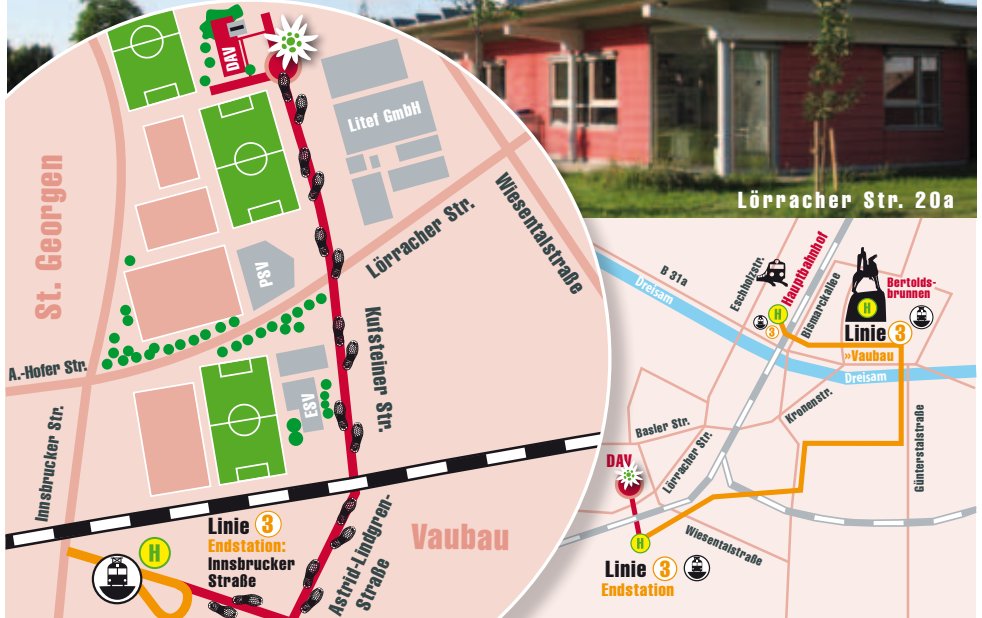 DAV
Litef GmbH
St. Georgen
PSV
Lörracher Str.
Wiesentalstraße
A.-Hofer Str.
Kufsteiner Str.
ESV
Innsbrucker Str.
H
Linie 3
Endstation:
Innsbrucker
Straße
Astrid-Lindgren-
Straße
Vaubau
Lörracher Str. 20a
B 31a
Dreisam
Eschholzstr.
Hauptbahnhof
H
3
Bismarckallee
Bertolds-
brunnen
H
Linie 3
»Vaubau
Dreisam
Kronenstr.
Basler Str.
Lörracher Str.
Günterstalstraße
DAV
H
Wiesentalstraße
Linie 3
Endstation